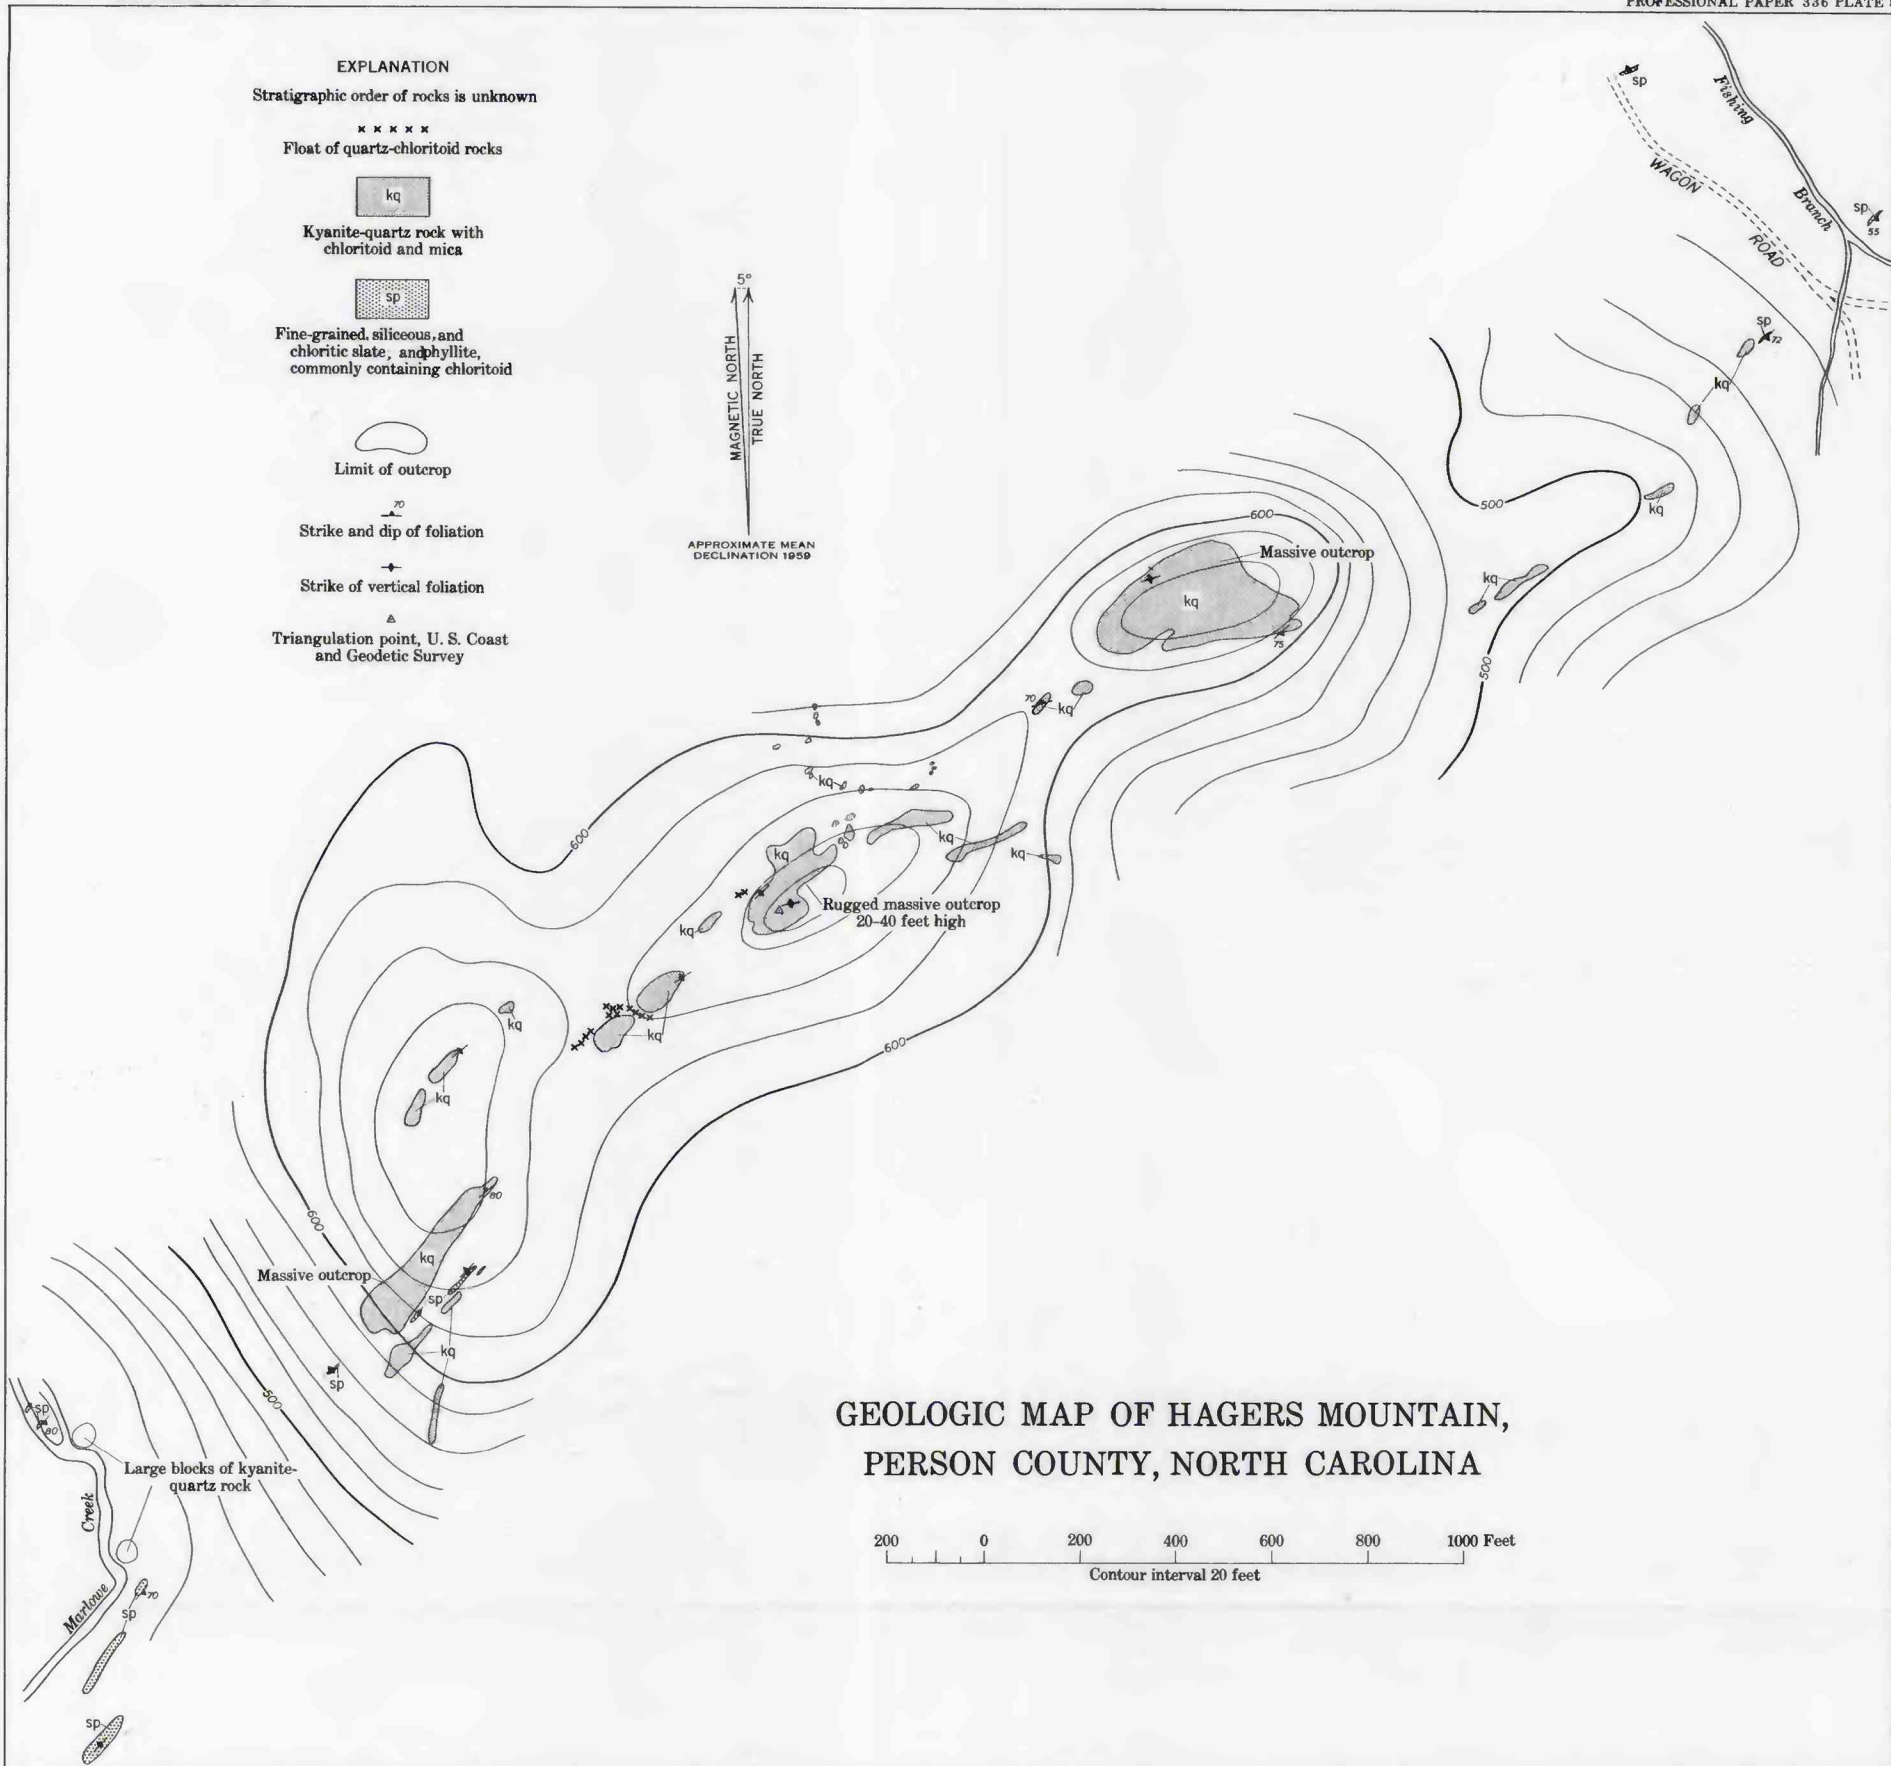 PROFESSIONAL PAPER 336 PLATE
EXPLANATION
Stratigraphic order of rocks is unknown
Float of quartz-chloritoid rocks
kq
Kyanite-quartz rock with
chloritoid and mica
sp
Fine-grained, siliceous, and
chloritic slate, andphyllite,
commonly containing chloritoid
Limit of outcrop
70
Strike and dip of foliation
Strike of vertical foliation
Triangulation point, U. S. Coast
and Geodetic Survey
5°
MAGNETIC NORTH
TRUE NORTH
APPROXIMATE MEAN
DECLINATION 1959
sp
Fishing
Branch
WAGON
ROAD
sp
55
sp
72
kq
500
kq
kq
500
600
Massive outcrop
kq
75
70
kq
kq
600
kq
kq
kq
Rugged massive outcrop
20-40 feet high
kq
kq
kq
600
kq
80
600
kq
Massive outcrop
sp
kq
sp
500
sp
80
Large blocks of kyanite-
quartz rock
Creek
Marlowe
70
sp
sp
GEOLOGIC MAP OF HAGERS MOUNTAIN,
PERSON COUNTY, NORTH CAROLINA
200 0 200 400 600 800 1000 Feet
Contour interval 20 feet